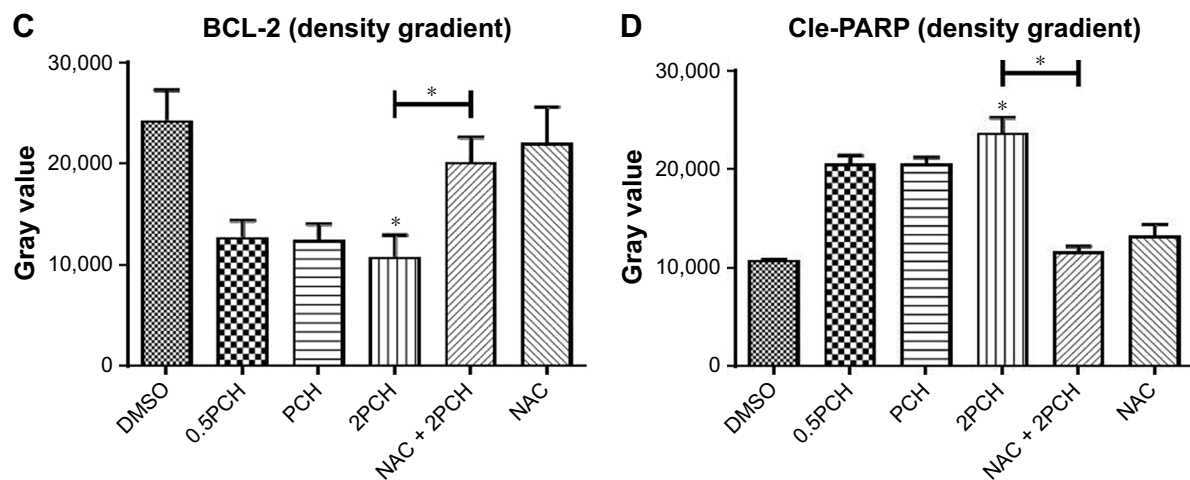 C
BCL-2 (density gradient)
Gray value
30,000
20,000
10,000
0
*
*
DMSO
0.5PCH
PCH
2PCH
NAC + 2PCH
NAC
D
Cle-PARP (density gradient)
Gray value
30,000
20,000
10,000
0
*
*
DMSO
0.5PCH
PCH
2PCH
NAC + 2PCH
NAC